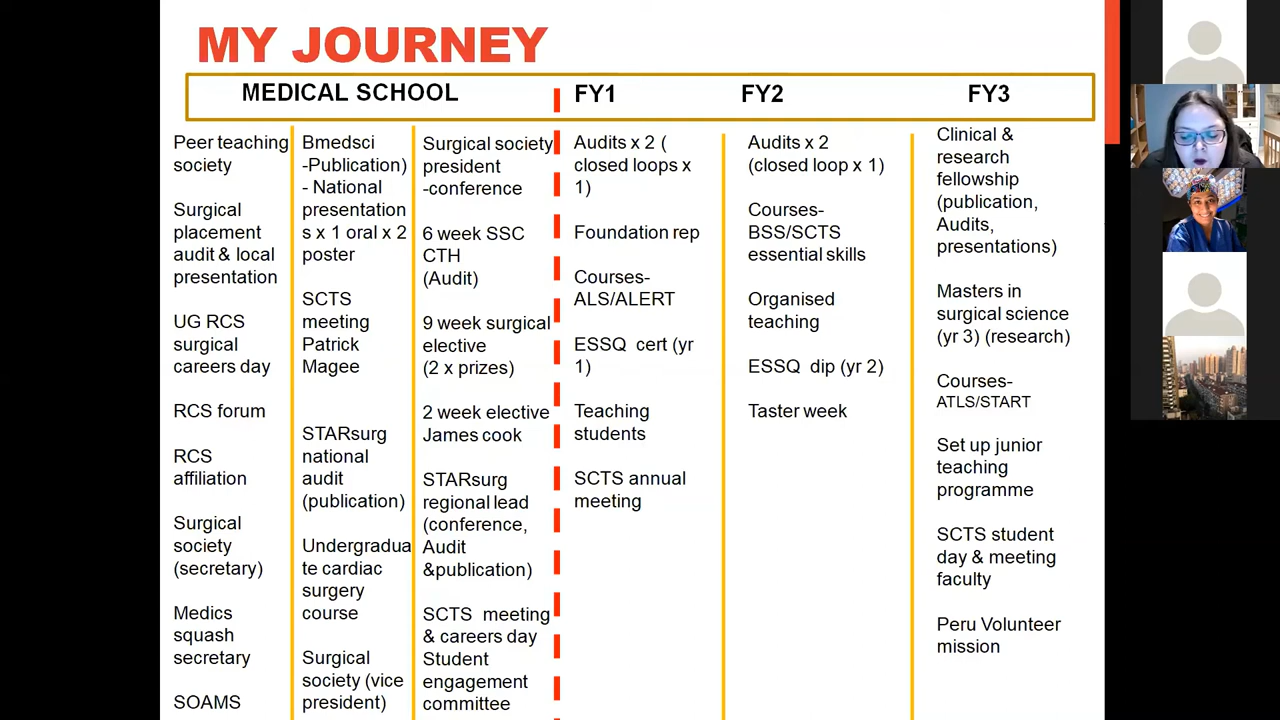 MY JOURNEY
MEDICAL SCHOOL
FY1
FY2
FY3
Peer teaching
society
Surgical
placement
audit & local
presentation
UG RCS
surgical
careers day
RCS forum
RCS
affiliation
Surgical
society
(secretary)
Medics
squash
secretary
SOAMS
Bmedsci
-Publication)
- National
presentation
s x 1 oral x 2
poster
SCTS
meeting
Patrick
Magee
STARsurg
national
audit
(publication)
Undergradua
te cardiac
surgery
course
Surgical
society (vice
president)
Surgical society
president
-conference
6 week SSC
CTH
(Audit)
9 week surgical
elective
(2 x prizes)
2 week elective
James cook
STARsurg
regional lead
(conference,
Audit
&publication)
SCTS meeting
& careers day
Student
engagement
committee
Audits x 2 (
closed loops x
1)
Foundation rep
Courses-
ALS/ALERT
ESSQ cert (yr
1)
Teaching
students
SCTS annual
meeting
Audits x 2
(closed loop x 1)
Courses-
BSS/SCTS
essential skills
Organised
teaching
ESSQ dip (yr 2)
Taster week
Clinical &
research
fellowship
(publication,
Audits,
presentations)
Masters in
surgical science
(yr 3) (research)
Courses-
ATLS/START
Set up junior
teaching
programme
SCTS student
day & meeting
faculty
Peru Volunteer
mission